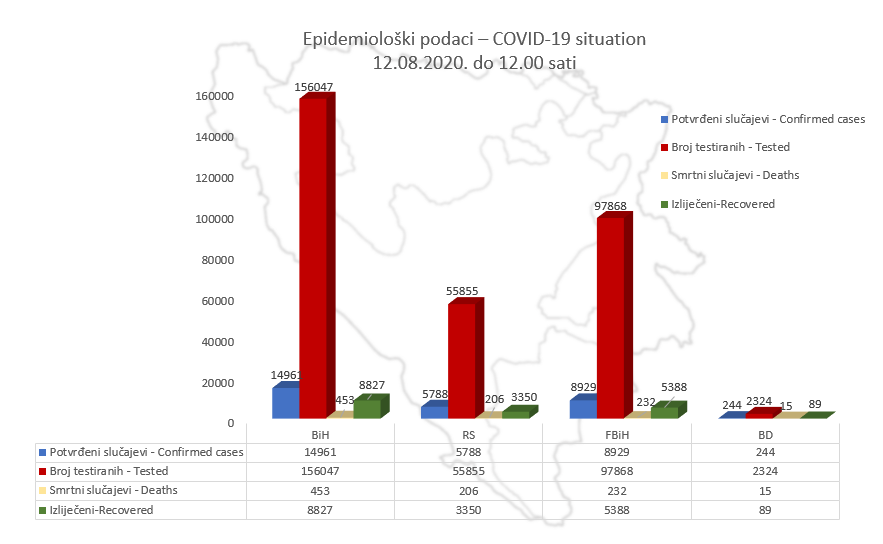 Epidemiološki podaci – COVID-19 situation
12.08.2020. do 12.00 sati
160000
140000
120000
100000
80000
60000
40000
20000
0
156047
14961
453
8827
5788
55855
206
3350
8929
97868
232
5388
244
2324
15
89
Potvrđeni slučajevi - Confirmed cases
Broj testiranih - Tested
Smrtni slučajevi - Deaths
Izliječeni-Recovered
BiH RS FBiH BD
Potvrđeni slučajevi - Confirmed cases 14961 5788 8929 244
Broj testiranih - Tested 156047 55855 97868 2324
Smrtni slučajevi - Deaths 453 206 232 15
Izliječeni-Recovered 8827 3350 5388 89